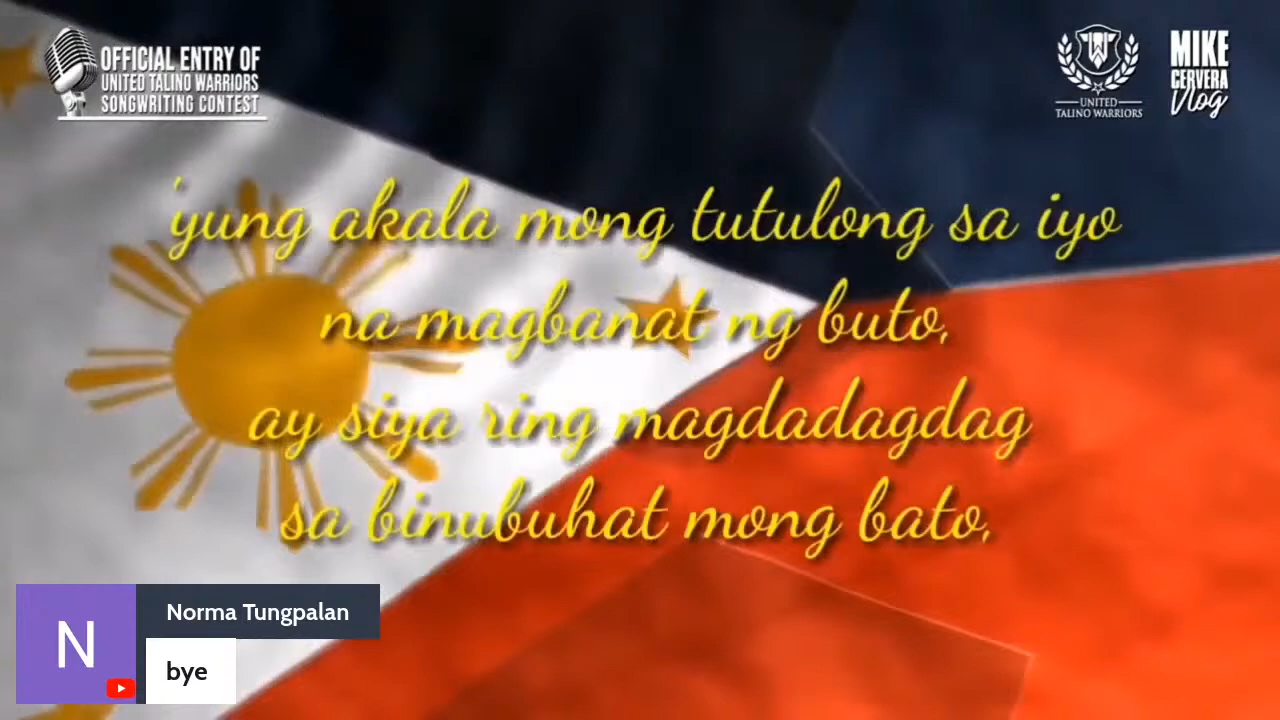 OFFICIAL ENTRY OF
UNITED TALINO WARRIORS
SONGWRITING CONTEST
UNITED
TALINO WARRIORS
MIKE
CERVERA
Vlog
'yung akala mong tutulong sa iyo
na magbanat ng buto,
ay siya ring magdadagdag
sa binubuhat mong bato,
N
Norma Tungpalan
bye